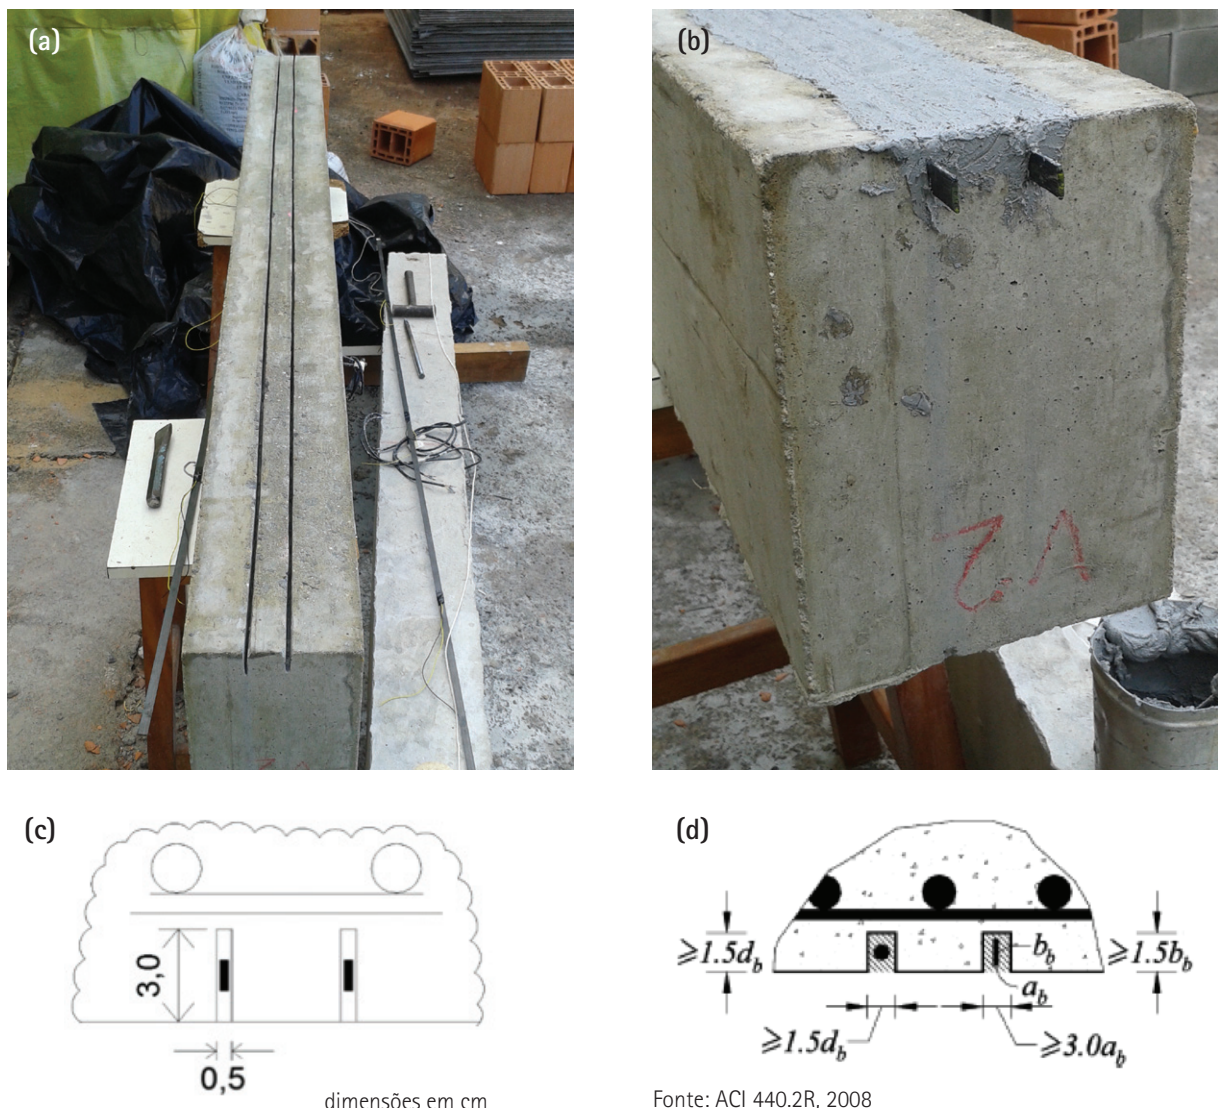 (a)
(b)
V2
(c)
3,0
0,5
dimensões em cm
(d)
≥1.5d_b
b_b
≥1.5b_b
a_b
≥1.5d_b
≥3.0a_b
Fonte: ACI 440.2R, 2008